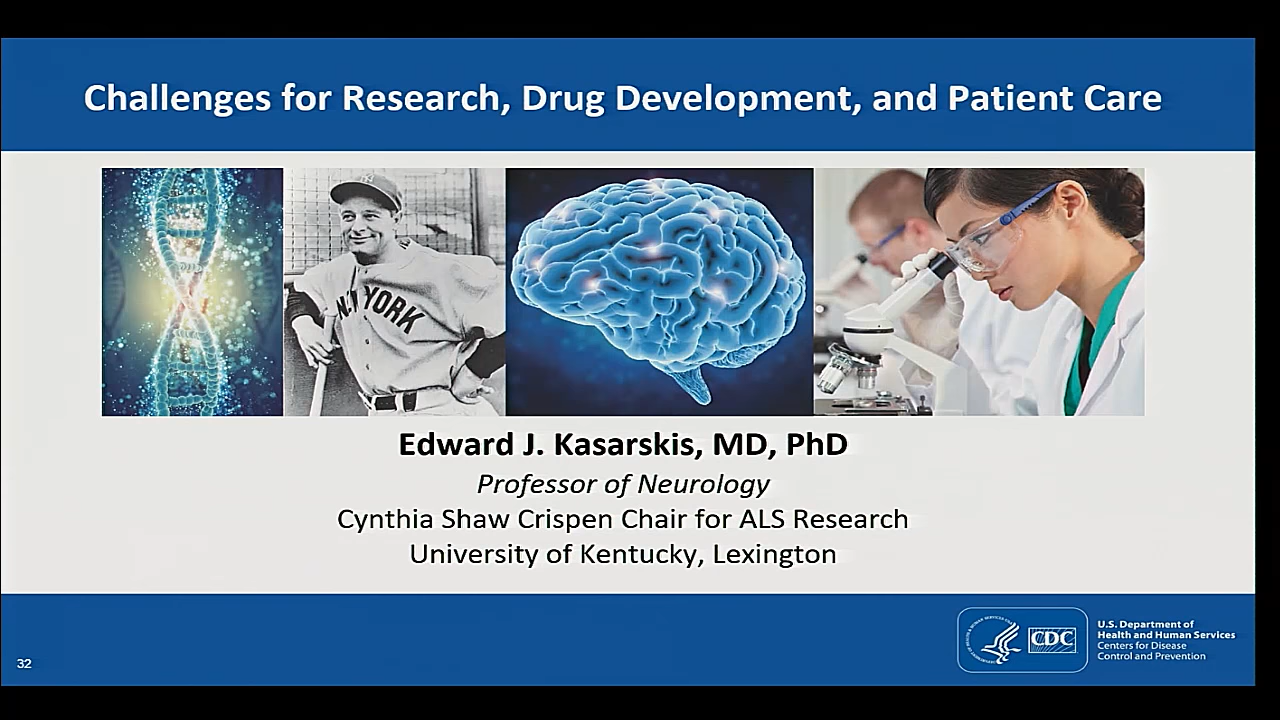 Challenges for Research, Drug Development, and Patient Care
N. YORK
Edward J. Kasarskis, MD, PhD
Professor of Neurology
Cynthia Shaw Crispen Chair for ALS Research
University of Kentucky, Lexington
32
CDC
U.S. Department of
Health and Human Services
Centers for Disease
Control and Prevention